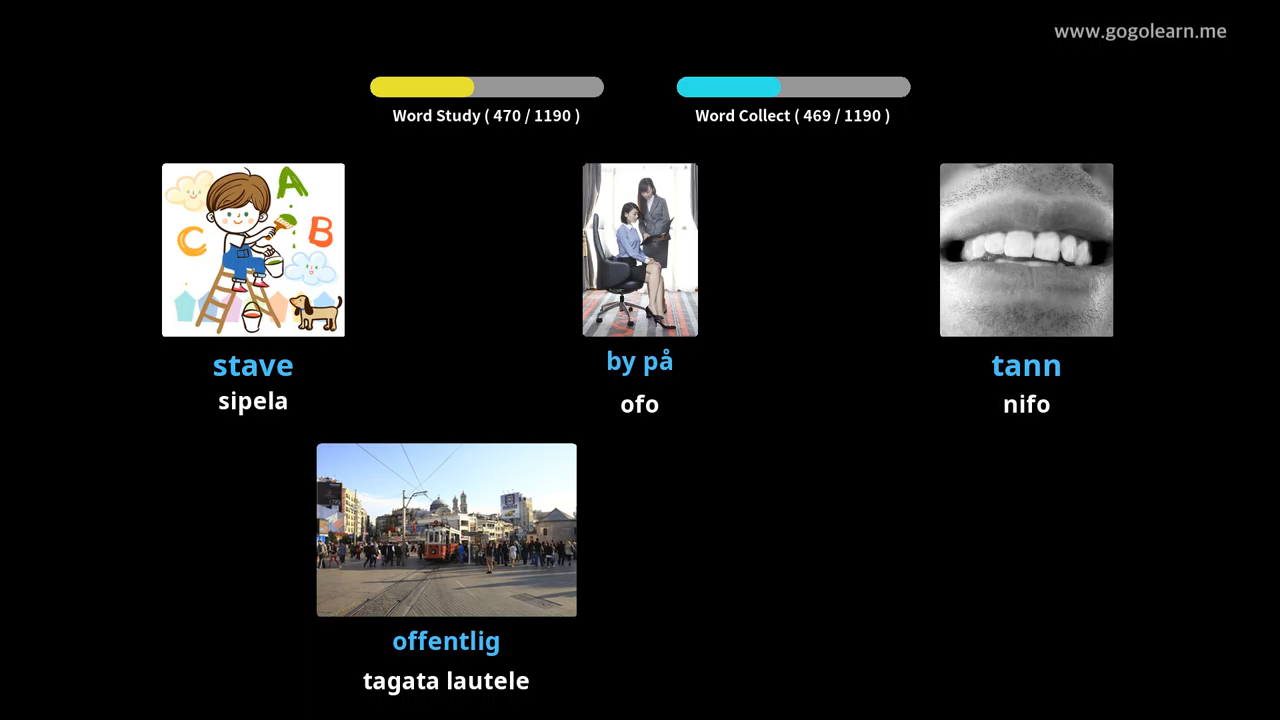 www.gogolearn.me
Word Study ( 470 / 1190 )
Word Collect ( 469 / 1190 )
A
B
C
stave
sipela
by på
ofo
tann
nifo
offentlig
tagata lautele